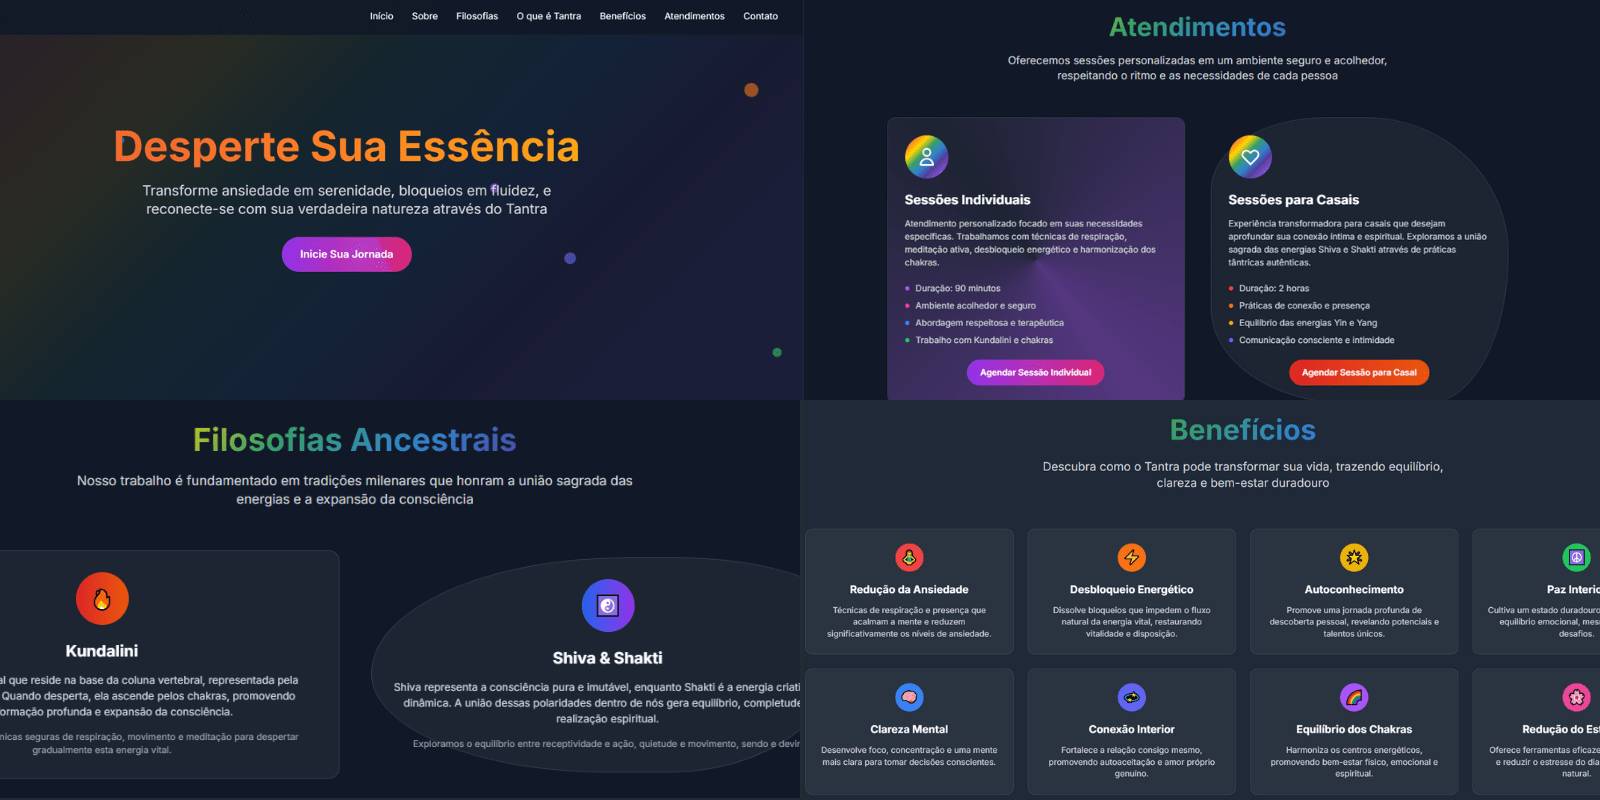 Início Sobre Filosofias O que é Tantra Benefícios Atendimentos Contato
Desperte Sua Essência
Transforme ansiedade em serenidade, bloqueios em fluidez, e
reconecte-se com sua verdadeira natureza através do Tantra
Inicie Sua Jornada
Atendimentos
Oferecemos sessões personalizadas em um ambiente seguro e acolhedor,
respeitando o ritmo e as necessidades de cada pessoa
Sessões Individuais
Atendimento personalizado focado em suas necessidades
específicas. Trabalhamos com técnicas de respiração,
meditação ativa, desbloqueio energético e harmonização dos
chakras.
Duração: 90 minutos
Ambiente acolhedor e seguro
Abordagem respeitosa e terapêutica
Trabalho com Kundalini e chakras
Agendar Sessão Individual
Sessões para Casais
Experiência transformadora para casais que desejam
aprofundar sua conexão íntima e espiritual. Exploramos a união
sagrada das energias Shiva e Shakti através de práticas
tântricas autênticas.
Duração: 2 horas
Práticas de conexão e presença
Equilíbrio das energias Yin e Yang
Comunicação consciente e intimidade
Agendar Sessão para Casal
Filosofias Ancestrais
Nosso trabalho é fundamentado em tradições milenares que honram a união sagrada das
energias e a expansão da consciência
Kundalini
al que reside na base da coluna vertebral, representada pela
Quando desperta, ela ascende pelos chakras, promovendo
ormação profunda e expansão da consciência.
nicas seguras de respiração, movimento e meditação para despertar
gradualmente esta energia vital.
Shiva & Shakti
Shiva representa a consciência pura e imutável, enquanto Shakti é a energia criati
dinâmica. A união dessas polaridades dentro de nós gera equilíbrio, completude
realização espiritual.
Exploramos o equilíbrio entre receptividade e ação, quietude e movimento, sendo e devir
Benefícios
Descubra como o Tantra pode transformar sua vida, trazendo equilíbrio,
clareza e bem-estar duradouro
Redução da Ansiedade
Técnicas de respiração e presença que
acalmam a mente e reduzem
significativamente os níveis de ansiedade.
Desbloqueio Energético
Dissolve bloqueios que impedem o fluxo
natural da energia vital, restaurando
vitalidade e disposição.
Autoconhecimento
Promove uma jornada profunda de
descoberta pessoal, revelando potenciais e
talentos únicos.
Paz Interio
Cultiva um estado duradouro
equilíbrio emocional, mes
desafios.
Clareza Mental
Desenvolve foco, concentração e uma mente
mais clara para tomar decisões conscientes.
Conexão Interior
Fortalece a relação consigo mesmo,
promovendo autoaceitação e amor próprio
genuíno.
Equilíbrio dos Chakras
Harmoniza os centros energéticos,
promovendo bem-estar físico, emocional e
espiritual.
Redução do Est
Oferece ferramentas eficaze
e reduzir o estresse do dia
natural.